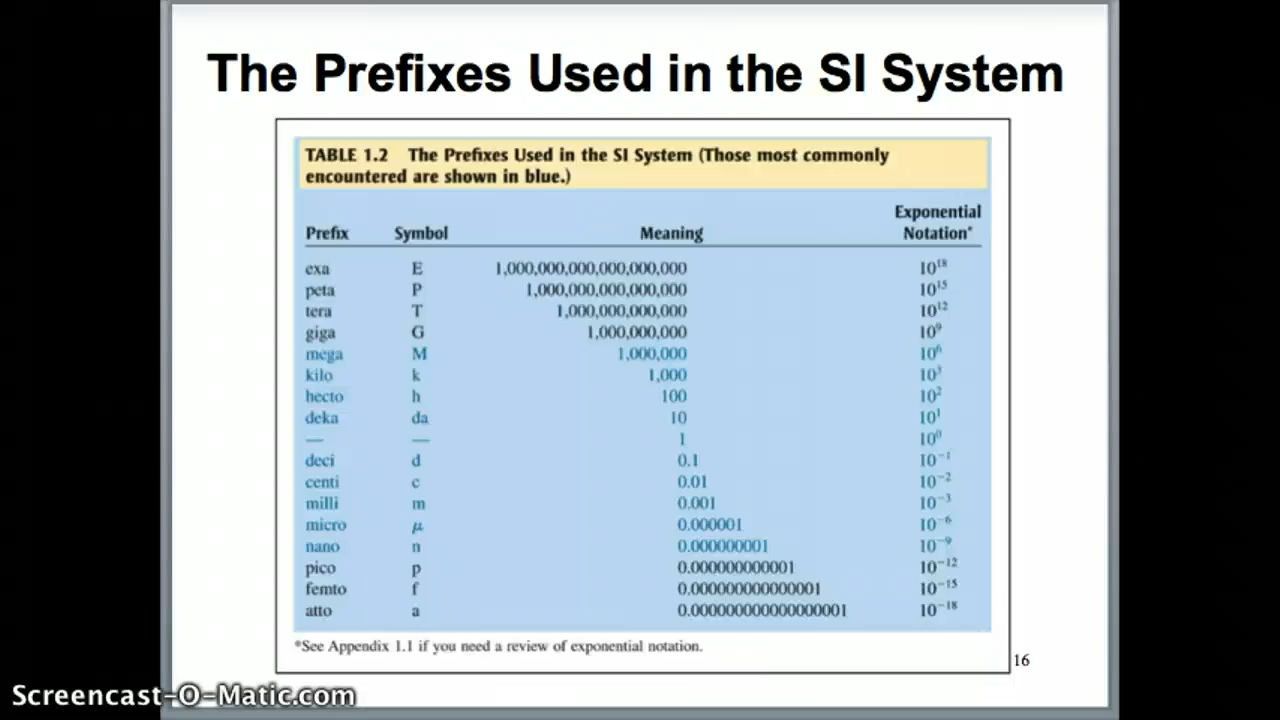 The Prefixes Used in the SI System
TABLE 1.2 The Prefixes Used in the SI System (Those most commonly
encountered are shown in blue.)
Prefix Symbol Meaning Exponential Notation*
exa E 1,000,000,000,000,000,000 10¹⁸
peta P 1,000,000,000,000,000 10¹⁵
tera T 1,000,000,000,000 10¹²
giga G 1,000,000,000 10⁹
mega M 1,000,000 10⁶
kilo k 1,000 10³
hecto h 100 10²
deka da 10 10¹
— — 1 10⁰
deci d 0.1 10⁻¹
centi c 0.01 10⁻²
milli m 0.001 10⁻³
micro μ 0.000001 10⁻⁶
nano n 0.000000001 10⁻⁹
pico p 0.000000000001 10⁻¹²
femto f 0.000000000000001 10⁻¹⁵
atto a 0.000000000000000001 10⁻¹⁸
*See Appendix 1.1 if you need a review of exponential notation.
16
Screencast-O-Matic.com